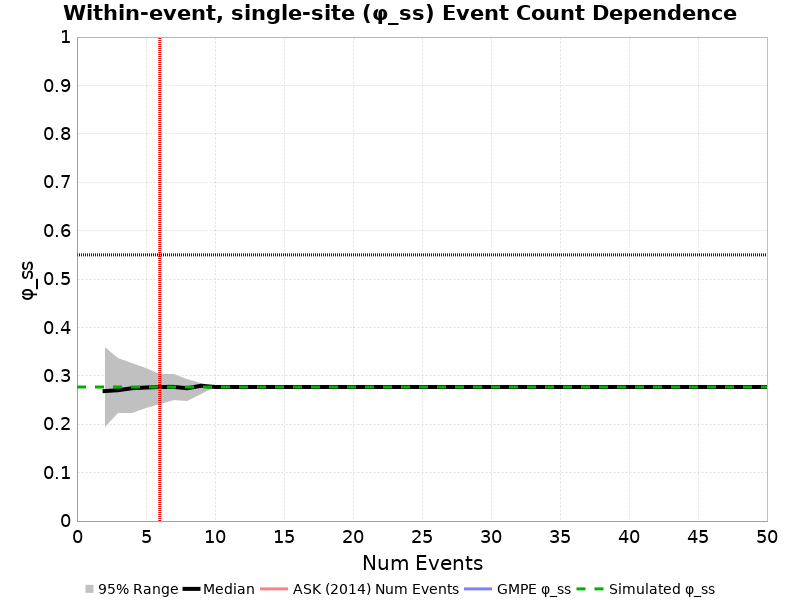 Within-event, single-site (φ_ss) Event Count Dependence
1
0.9
0.8
0.7
0.6
0.5
0.4
0.3
0.2
0.1
0
φ_ss
0 5 10 15 20 25 30 35 40 45 50
Num Events
95% Range Median ASK (2014) Num Events GMPE φ_ss Simulated φ_ss